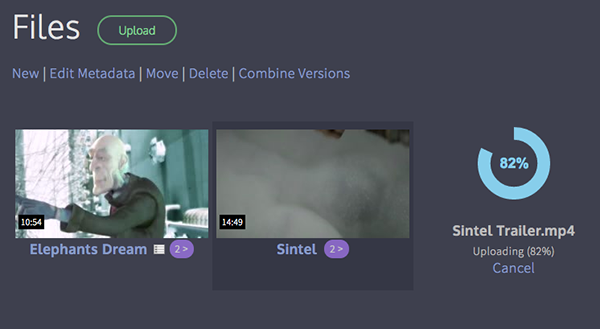 Files Upload
New | Edit Metadata | Move | Delete | Combine Versions
10:54
14:49
82%
Elephants Dream 2 >
Sintel 2 >
Sintel Trailer.mp4
Uploading (82%)
Cancel